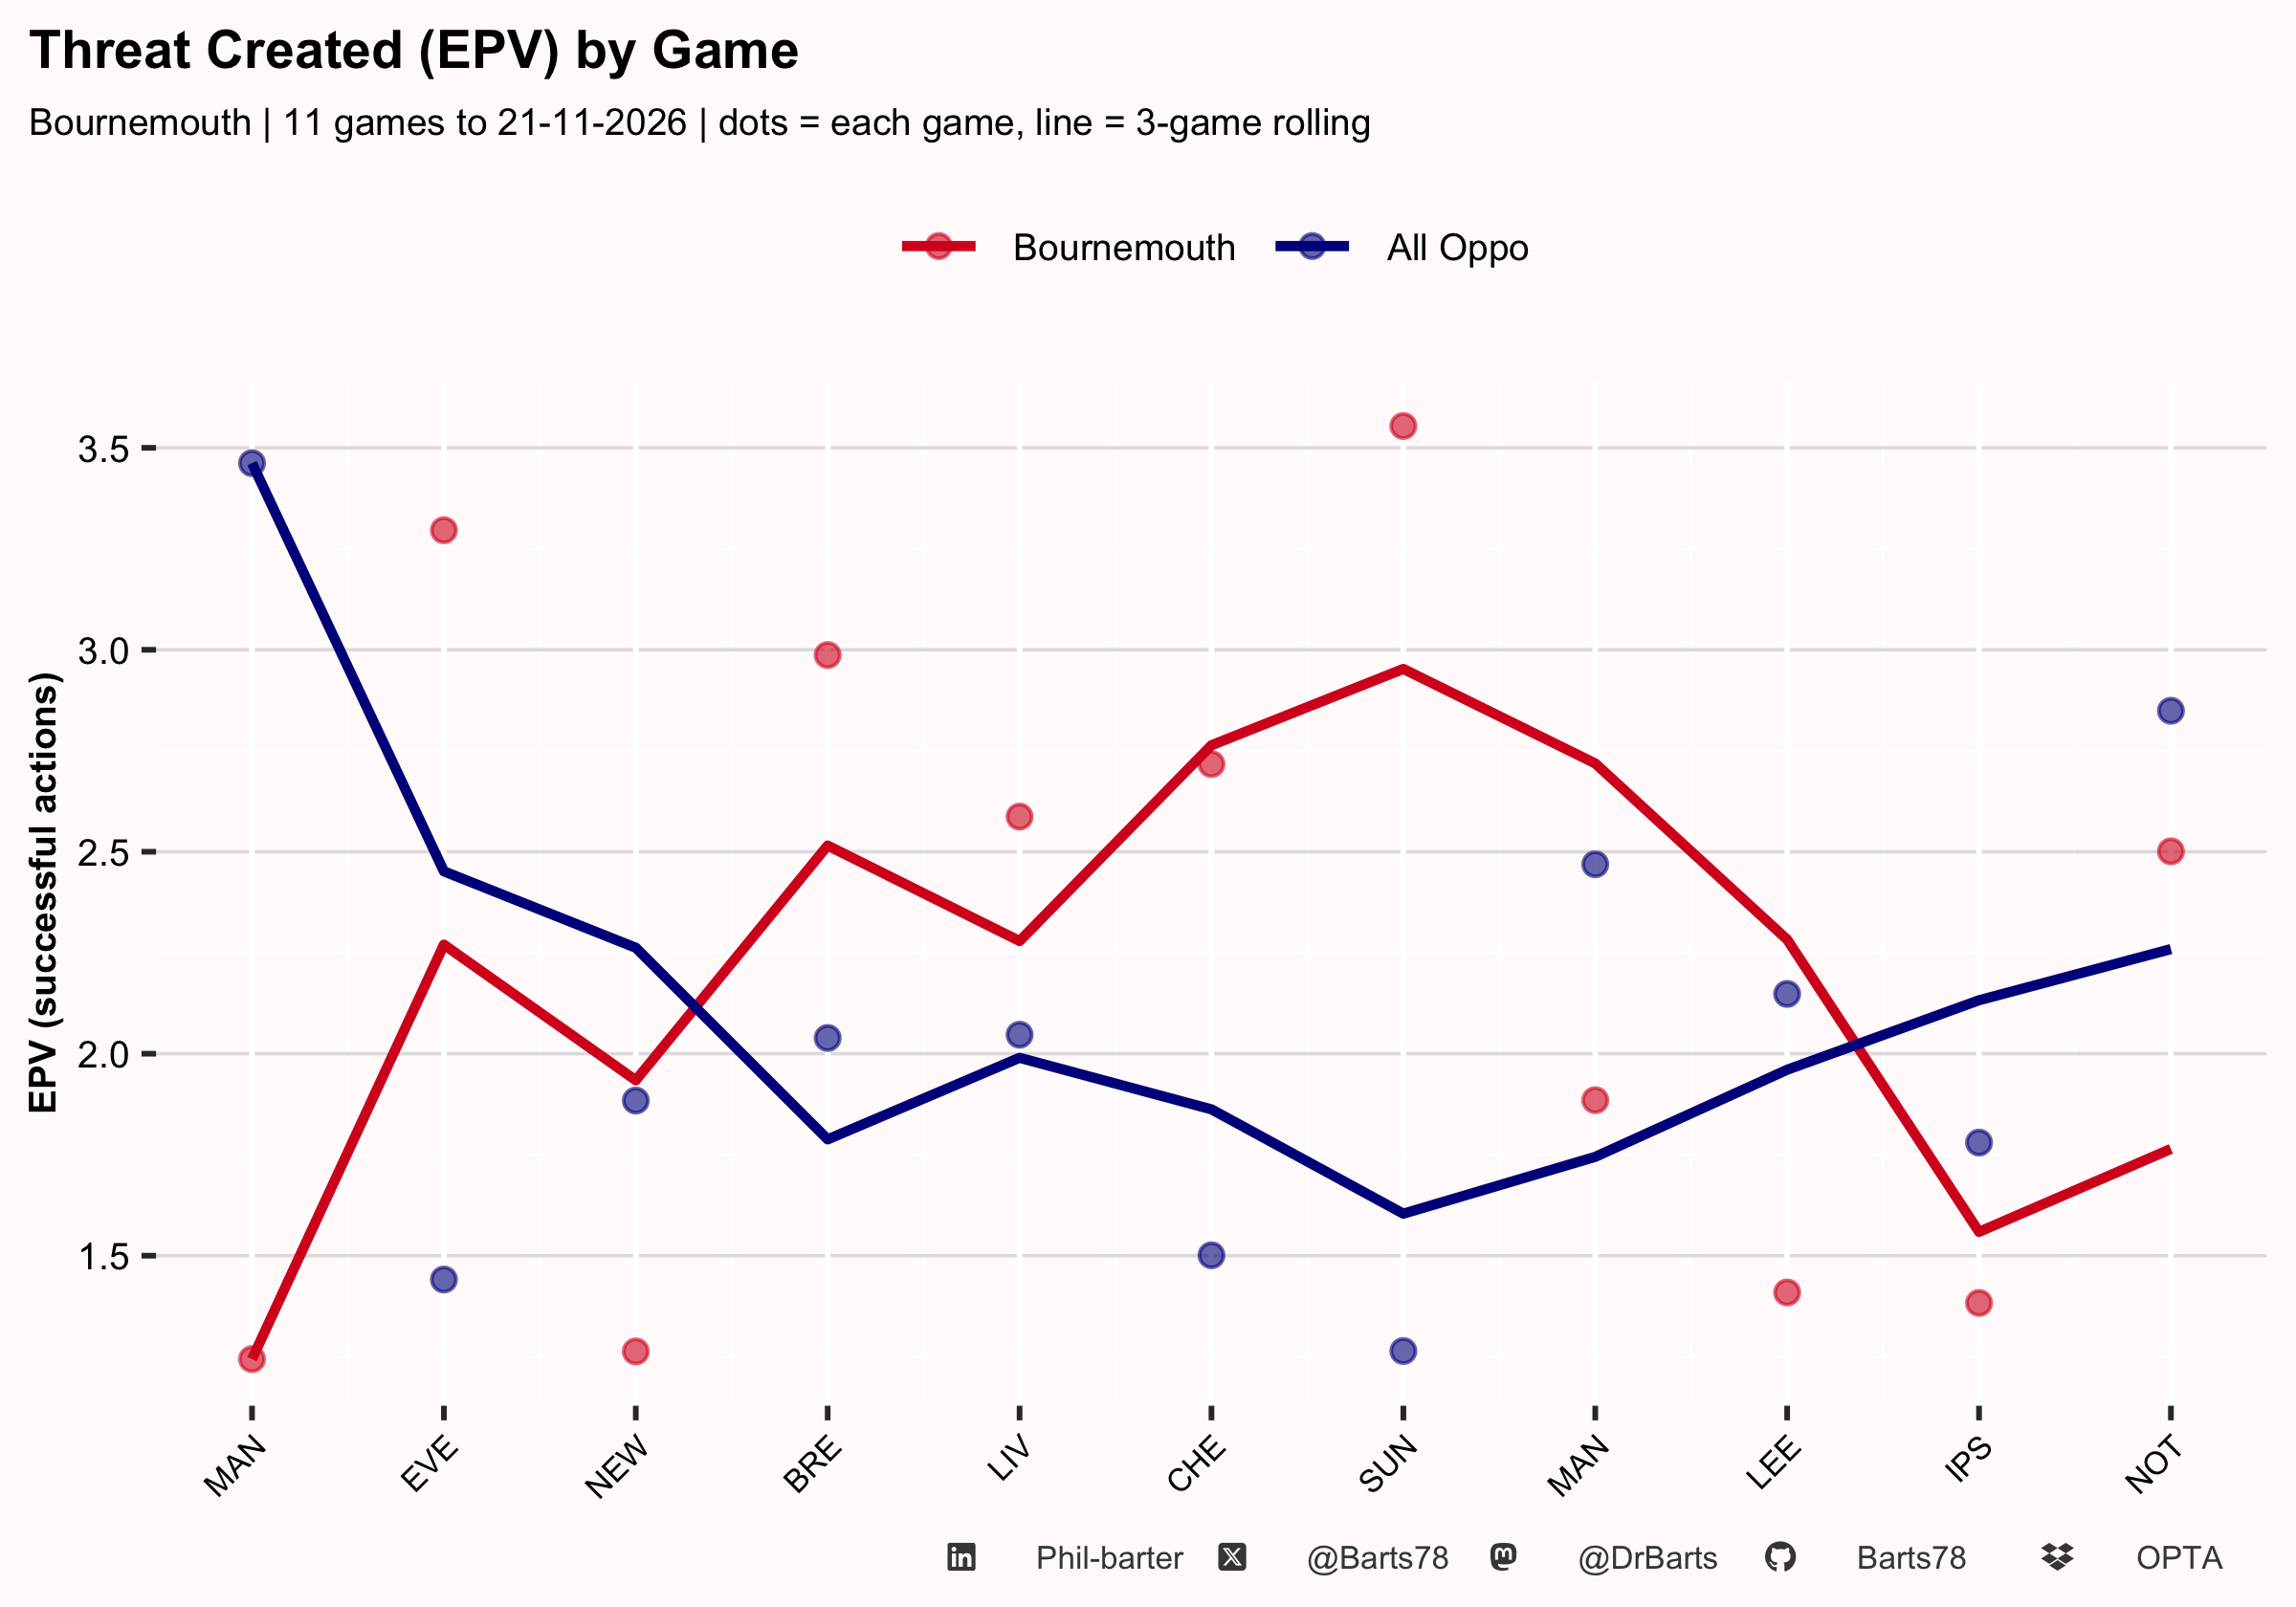 Threat Created (EPV) by Game
Bournemouth | 11 games to 21-11-2026 | dots = each game, line = 3-game rolling
Bournemouth All Oppo
EPV (successful actions)
3.5
3.0
2.5
2.0
1.5
MAN EVE NEW BRE LIV CHE SUN MAN LEE IPS NOT
Phil-barter @Barts78 @DrBarts Barts78 OPTA